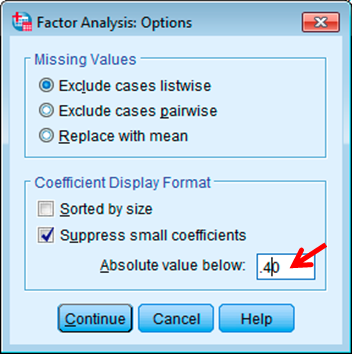 Factor Analysis: Options
Missing Values
Exclude cases listwise
Exclude cases pairwise
Replace with mean
Coefficient Display Format
Sorted by size
Suppress small coefficients
Absolute value below: .40
Continue Cancel Help